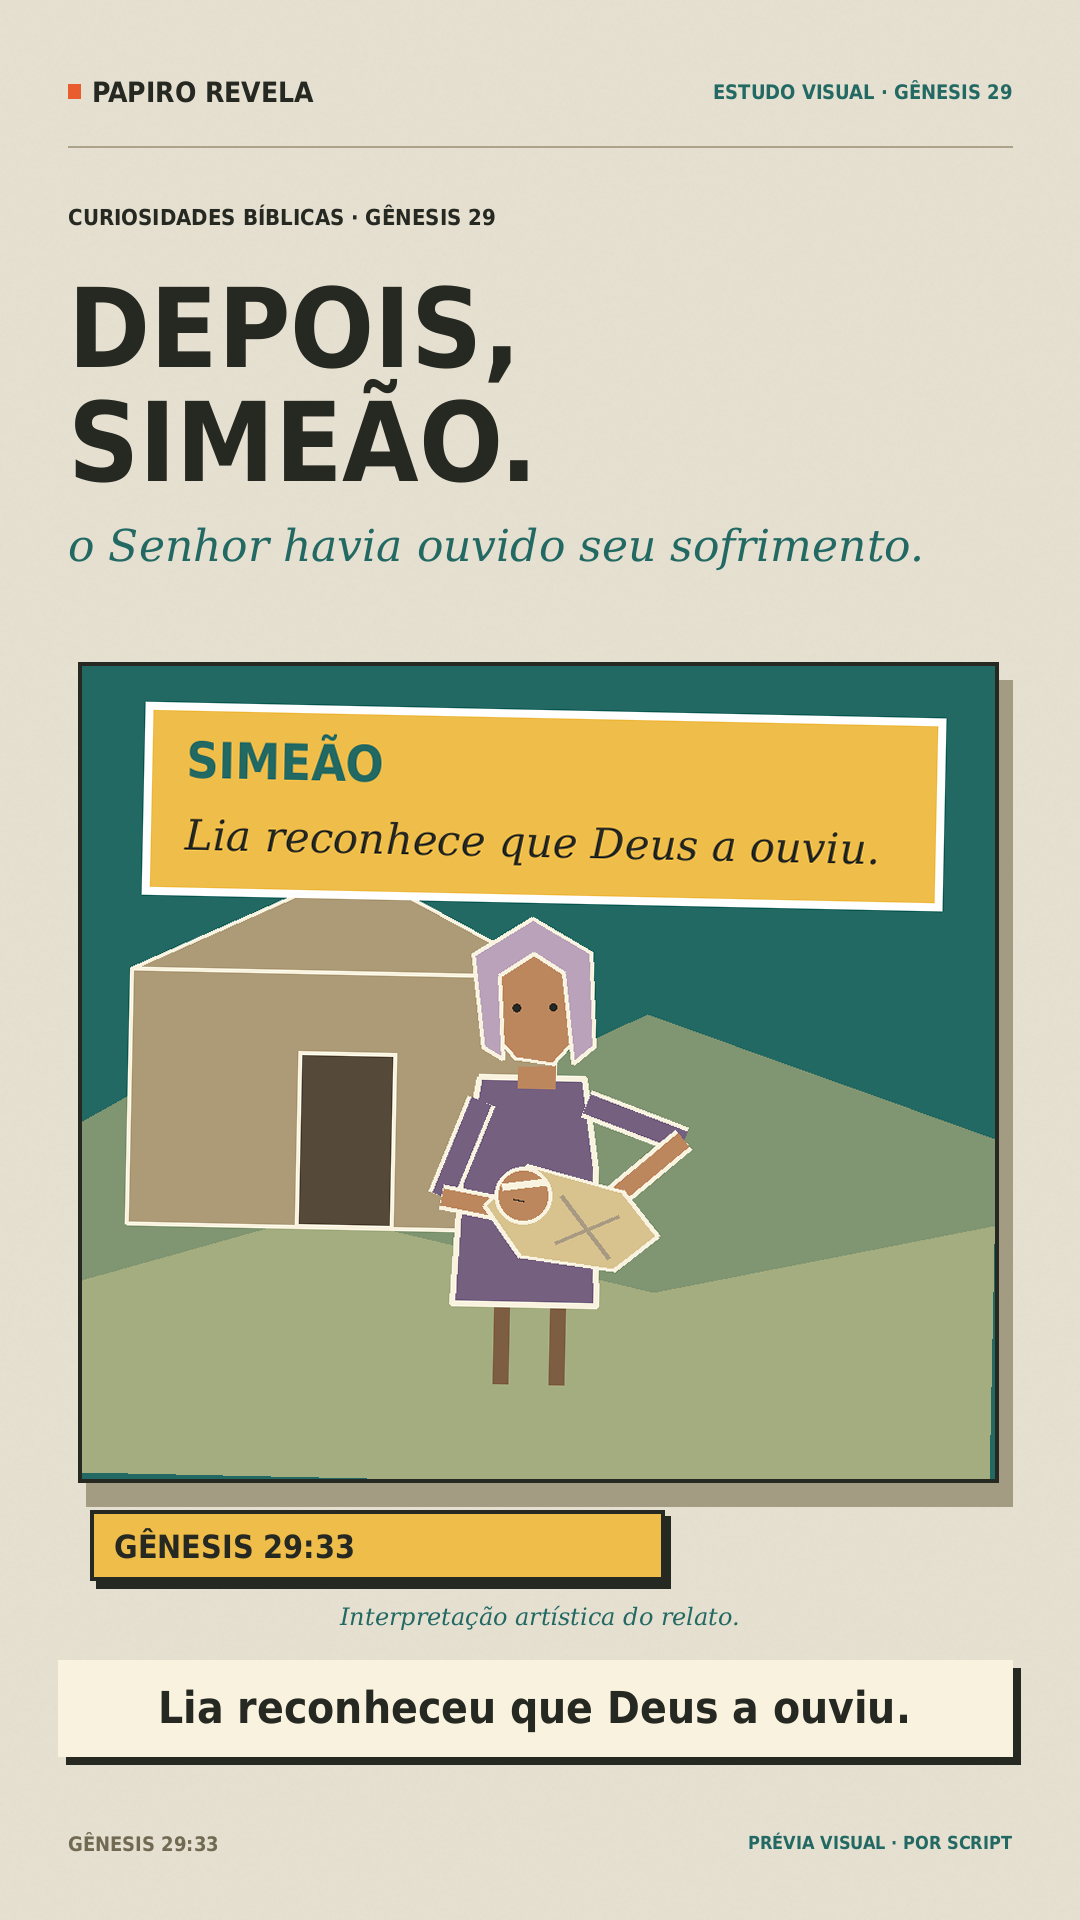 PAPIRO REVELA
ESTUDO VISUAL · GÊNESIS 29
CURIOSIDADES BÍBLICAS · GÊNESIS 29
DEPOIS,
SIMEÃO.
o Senhor havia ouvido seu sofrimento.
SIMEÃO
Lia reconhece que Deus a ouviu.
GÊNESIS 29:33
Interpretação artística do relato.
Lia reconheceu que Deus a ouviu.
GÊNESIS 29:33
PRÉVIA VISUAL · POR SCRIPT